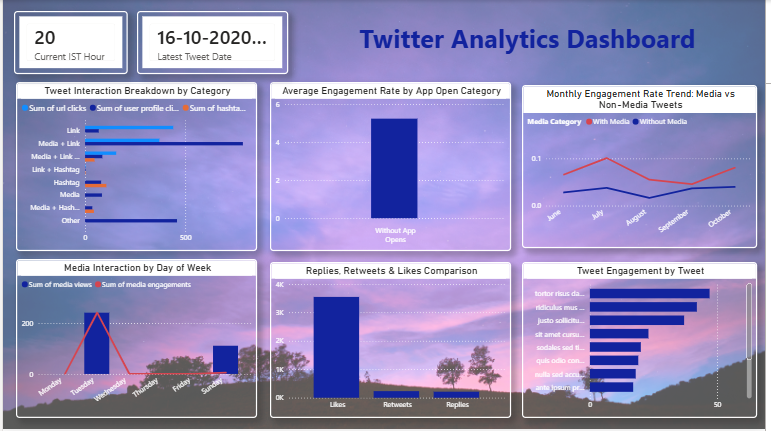 20
Current IST Hour
16-10-2020...
Latest Tweet Date
Twitter Analytics Dashboard
Tweet Interaction Breakdown by Category
Sum of url clicks Sum of user profile cli... Sum of hashta...
Link
Media + Link
Media + Link ...
Link + Hashtag
Hashtag
Media
Media + Hash...
Other
0 500
Average Engagement Rate by App Open Category
6
4
2
0
Without App
Opens
Monthly Engagement Rate Trend: Media vs
Non-Media Tweets
Media Category With Media Without Media
0.1
0.0
June July August September October
Media Interaction by Day of Week
Sum of media views Sum of media engagements
200
0
Monday Tuesday Wednesday Thursday Friday Sunday
Replies, Retweets & Likes Comparison
4K
3K
2K
1K
0K
Likes Retweets Replies
Tweet Engagement by Tweet
tortor risus da...
ridiculus mus ...
justo sollicitu...
sit amet cursu...
sodales sed ti...
quis odio con...
nulla sed accu...
ante ipsum pr...
0 50